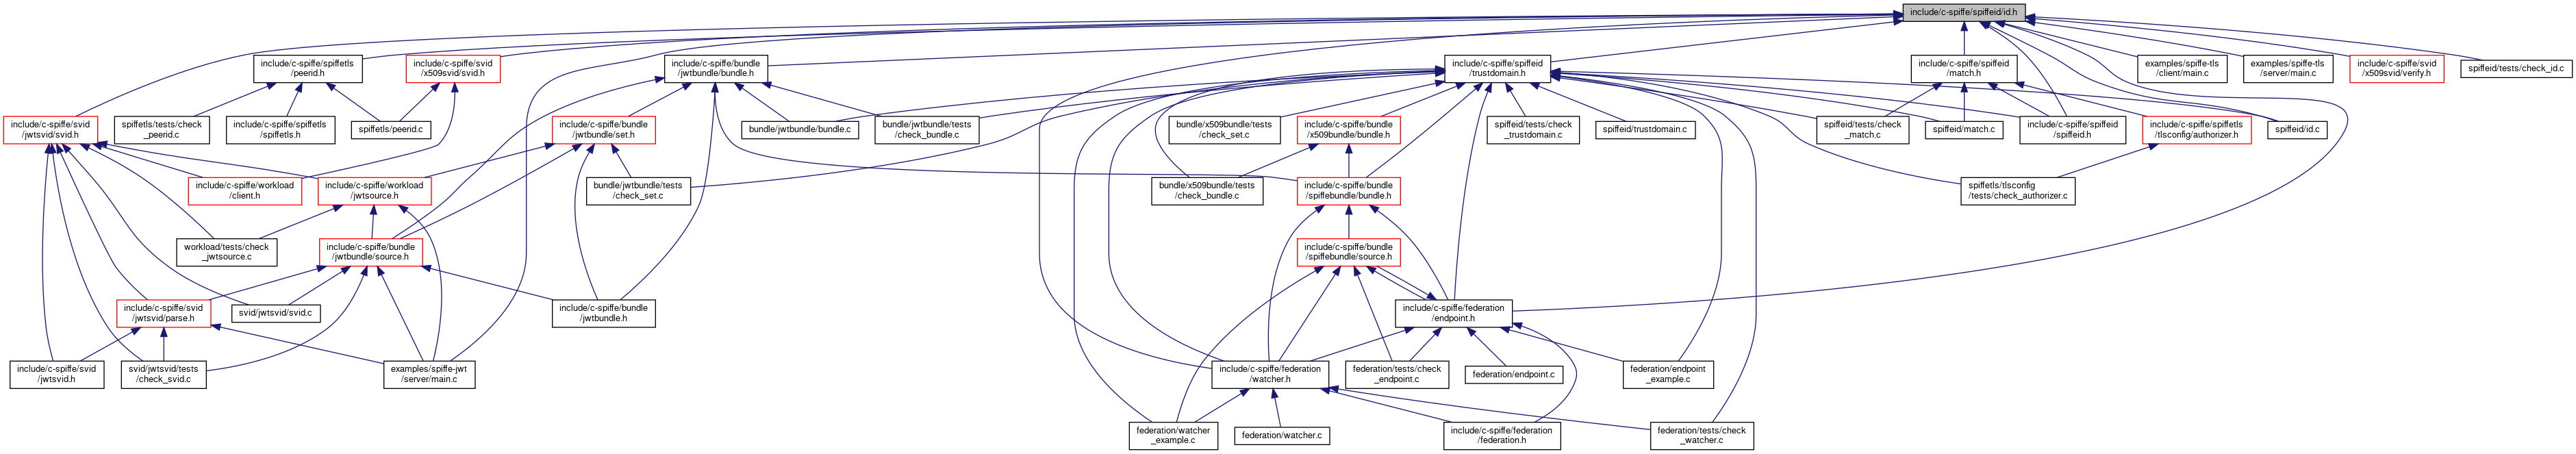 include/c-spiffe/spiffeid/id.h
include/c-spiffe/spiffetls
/peerid.h
include/c-spiffe/svid
/x509svid/svid.h
include/c-spiffe/bundle
/jwtbundle/bundle.h
include/c-spiffe/spiffeid
/trustdomain.h
include/c-spiffe/spiffeid
/match.h
examples/spiffe-tls
/client/main.c
examples/spiffe-tls
/server/main.c
include/c-spiffe/svid
/x509svid/verify.h
spiffeid/tests/check_id.c
include/c-spiffe/svid
/jwtsvid/svid.h
spiffetls/tests/check
_peerid.c
include/c-spiffe/spiffetls
/spiffetls.h
spiffetls/peerid.c
include/c-spiffe/bundle
/jwtbundle/set.h
bundle/jwtbundle/bundle.c
bundle/jwtbundle/tests
/check_bundle.c
bundle/x509bundle/tests
/check_set.c
include/c-spiffe/bundle
/x509bundle/bundle.h
spiffeid/tests/check
_trustdomain.c
spiffeid/trustdomain.c
spiffeid/tests/check
_match.c
spiffeid/match.c
include/c-spiffe/spiffeid
/spiffeid.h
include/c-spiffe/spiffetls
/tlsconfig/authorizer.h
spiffeid/id.c
include/c-spiffe/workload
/client.h
include/c-spiffe/workload
/jwtsource.h
bundle/jwtbundle/tests
/check_set.c
bundle/x509bundle/tests
/check_bundle.c
include/c-spiffe/bundle
/spiffebundle/bundle.h
spiffetls/tlsconfig
/tests/check_authorizer.c
workload/tests/check
_jwtsource.c
include/c-spiffe/bundle
/jwtbundle/source.h
include/c-spiffe/bundle
/spiffebundle/source.h
include/c-spiffe/svid
/jwtsvid/parse.h
svid/jwtsvid/svid.c
include/c-spiffe/bundle
/jwtbundle.h
include/c-spiffe/federation
/endpoint.h
include/c-spiffe/svid
/jwtsvid.h
svid/jwtsvid/tests
/check_svid.c
examples/spiffe-jwt
/server/main.c
include/c-spiffe/federation
/watcher.h
federation/tests/check
_endpoint.c
federation/endpoint.c
federation/endpoint
_example.c
federation/watcher
_example.c
federation/watcher.c
include/c-spiffe/federation
/federation.h
federation/tests/check
_watcher.c